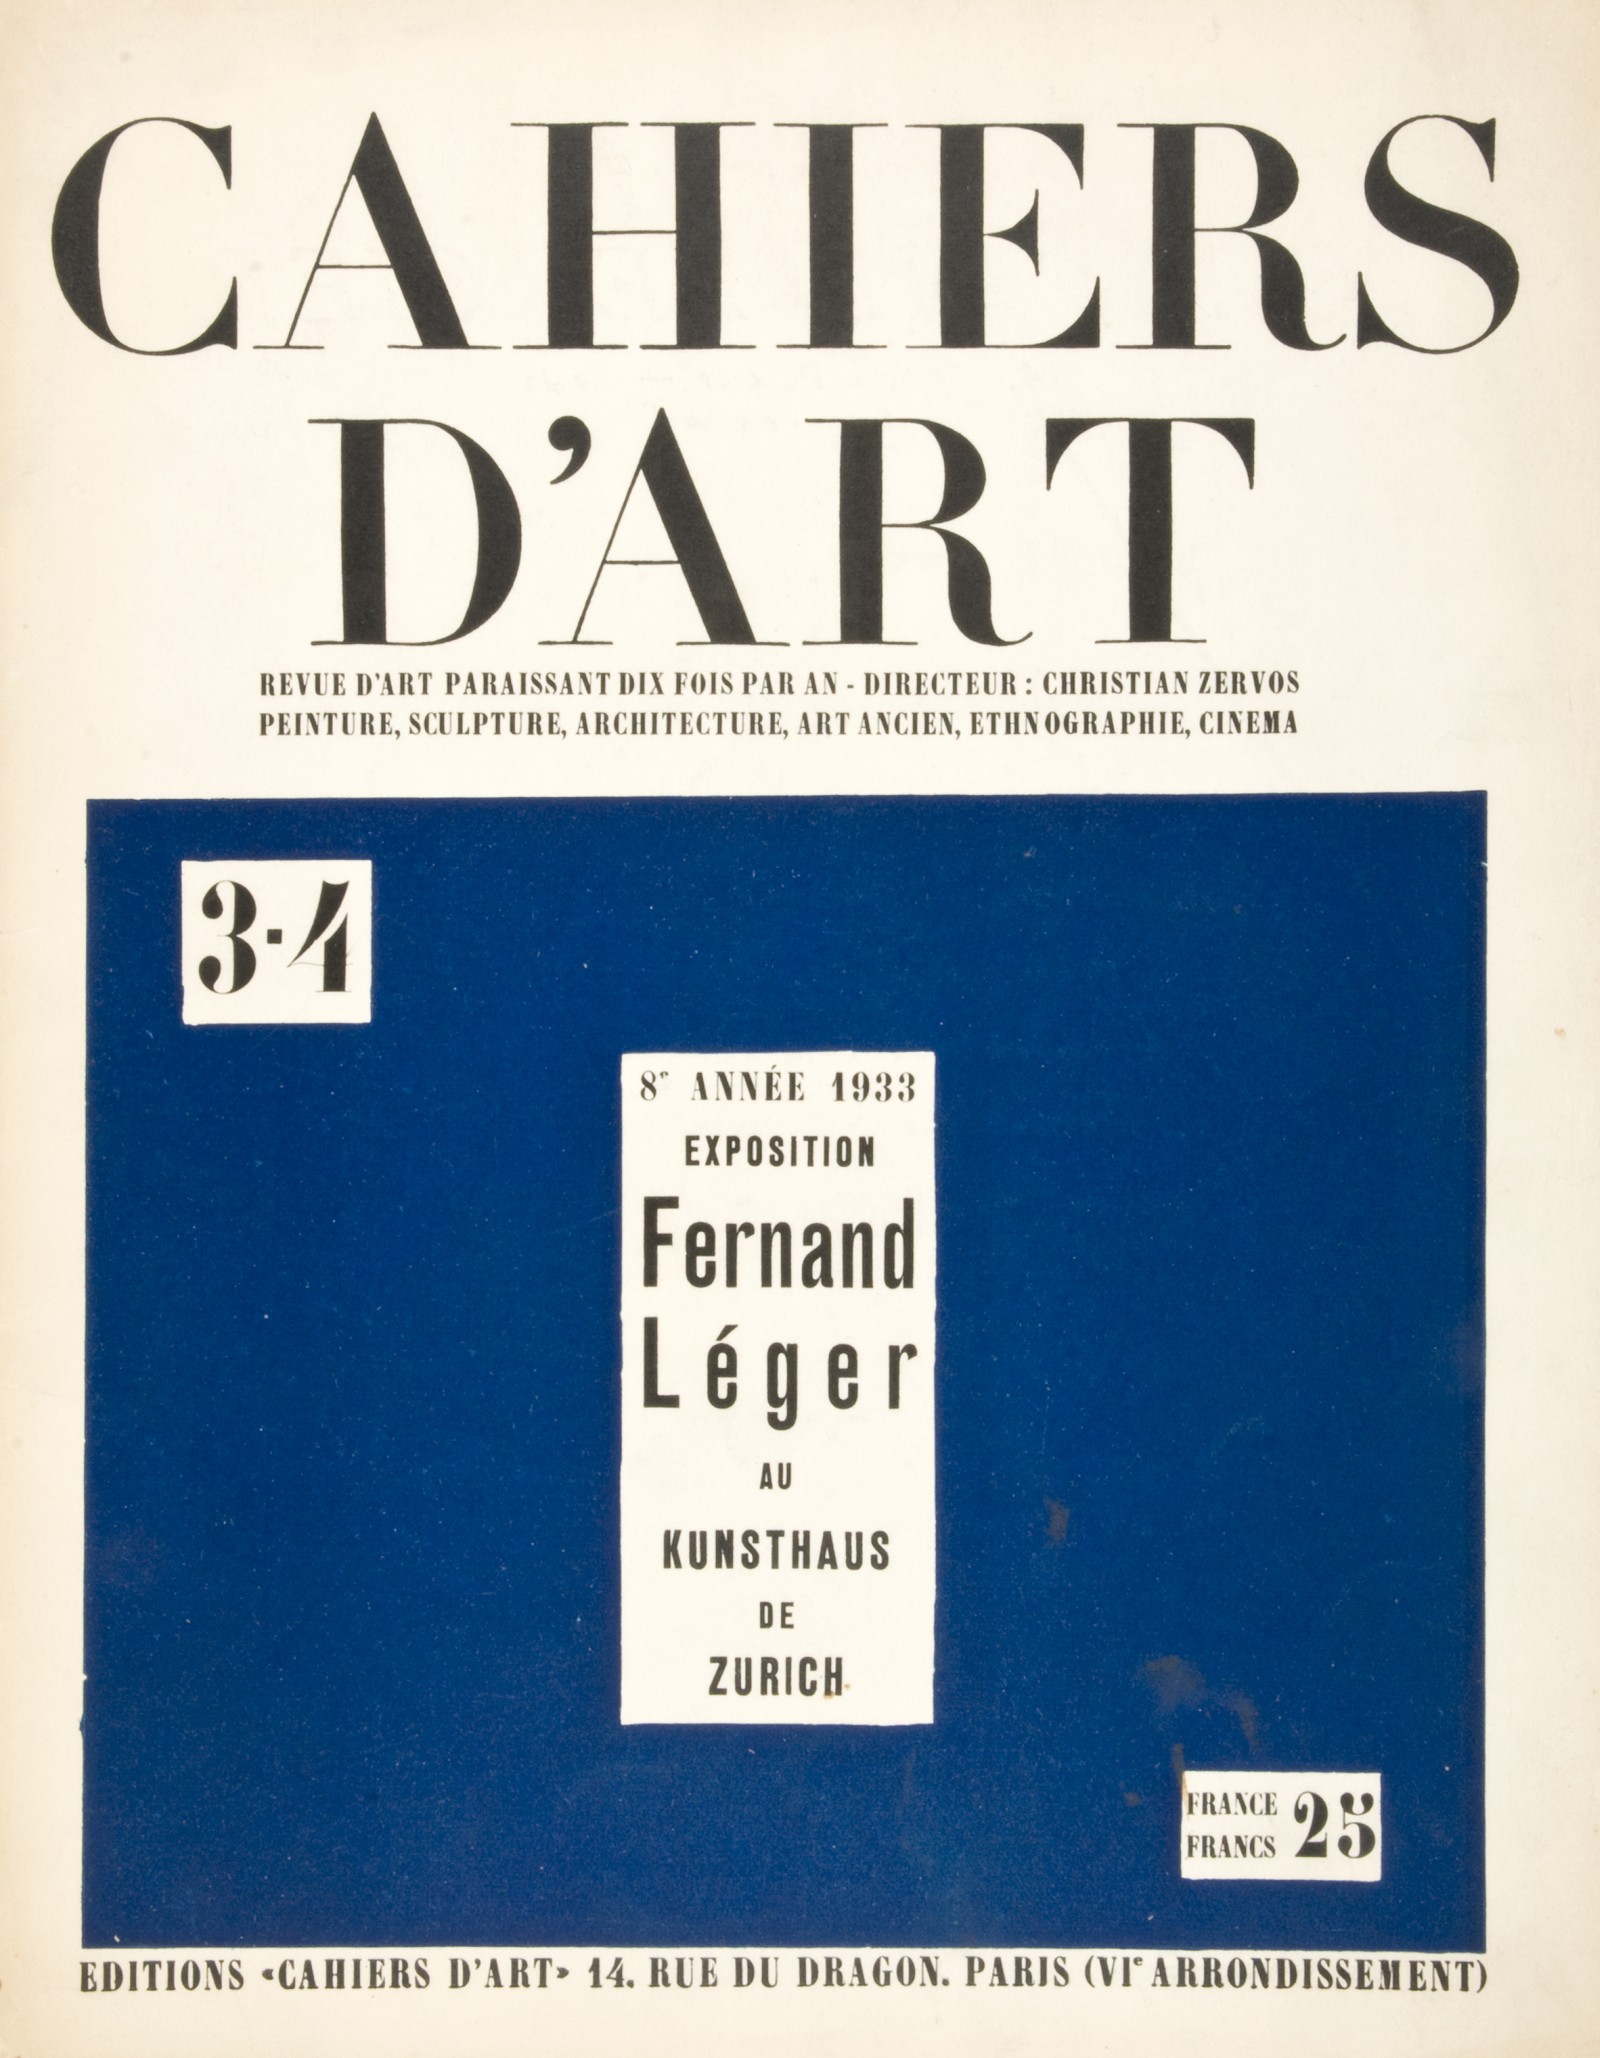 CAHIERS
D'ART
REVUE D'ART PARAISSANT DIX FOIS PAR AN - DIRECTEUR : CHRISTIAN ZERVOS
PEINTURE, SCULPTURE, ARCHITECTURE, ART ANCIEN, ETHNOGRAPHIE, CINEMA
3-4
8e ANNÉE 1933
EXPOSITION
Fernand
Léger
AU
KUNSTHAUS
DE
ZURICH
FRANCE
FRANCS 25
EDITIONS «CAHIERS D'ART» 14. RUE DU DRAGON. PARIS (VIe ARRONDISSEMENT)